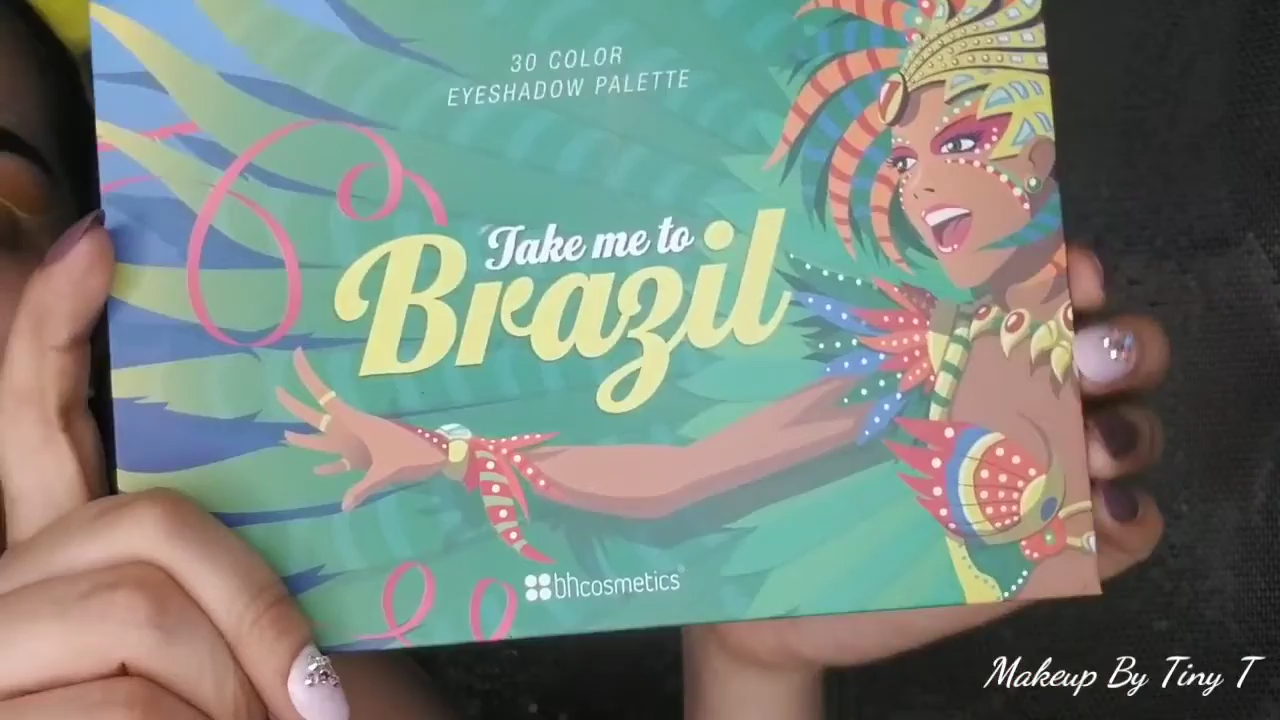 30 COLOR
EYESHADOW PALETTE
Take me to
Brazil
bhcosmetics
Makeup By Tiny T